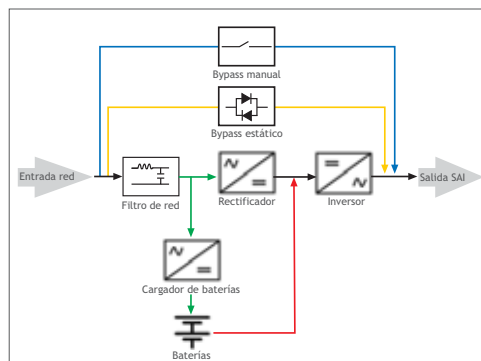 Bypass manual
Bypass estático
Entrada red
Filtro de red
Rectificador
Inversor
Salida SAI
Cargador de baterías
Baterías